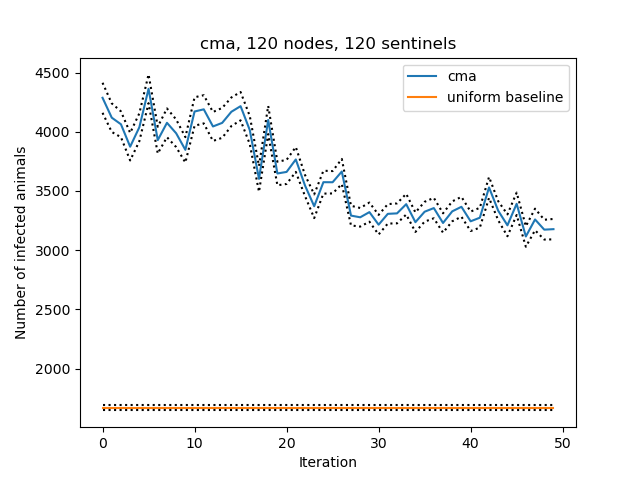 cma, 120 nodes, 120 sentinels
cma
uniform baseline
Number of infected animals
4500
4000
3500
3000
2500
2000
0 10 20 30 40 50
Iteration